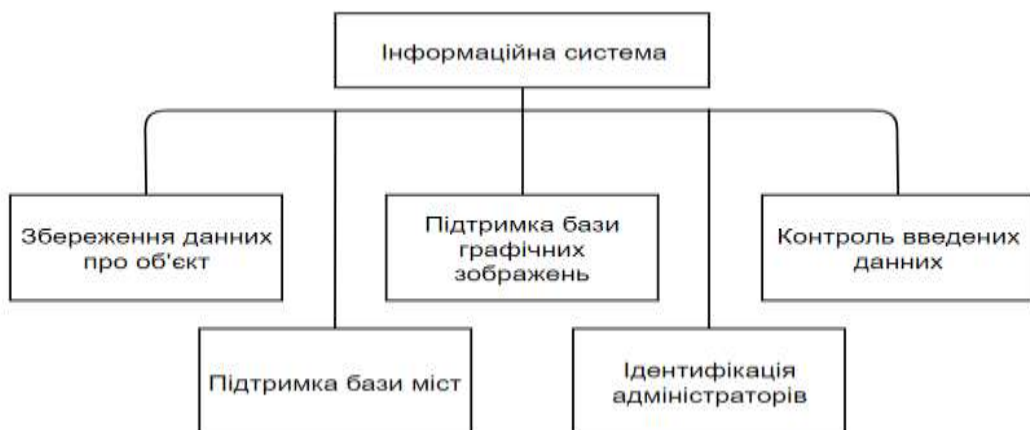 Інформаційна система
Збереження данних
про об'єкт
Підтримка бази
графічних
зображень
Контроль введених
данних
Підтримка бази міст
Ідентифікація
адміністраторів